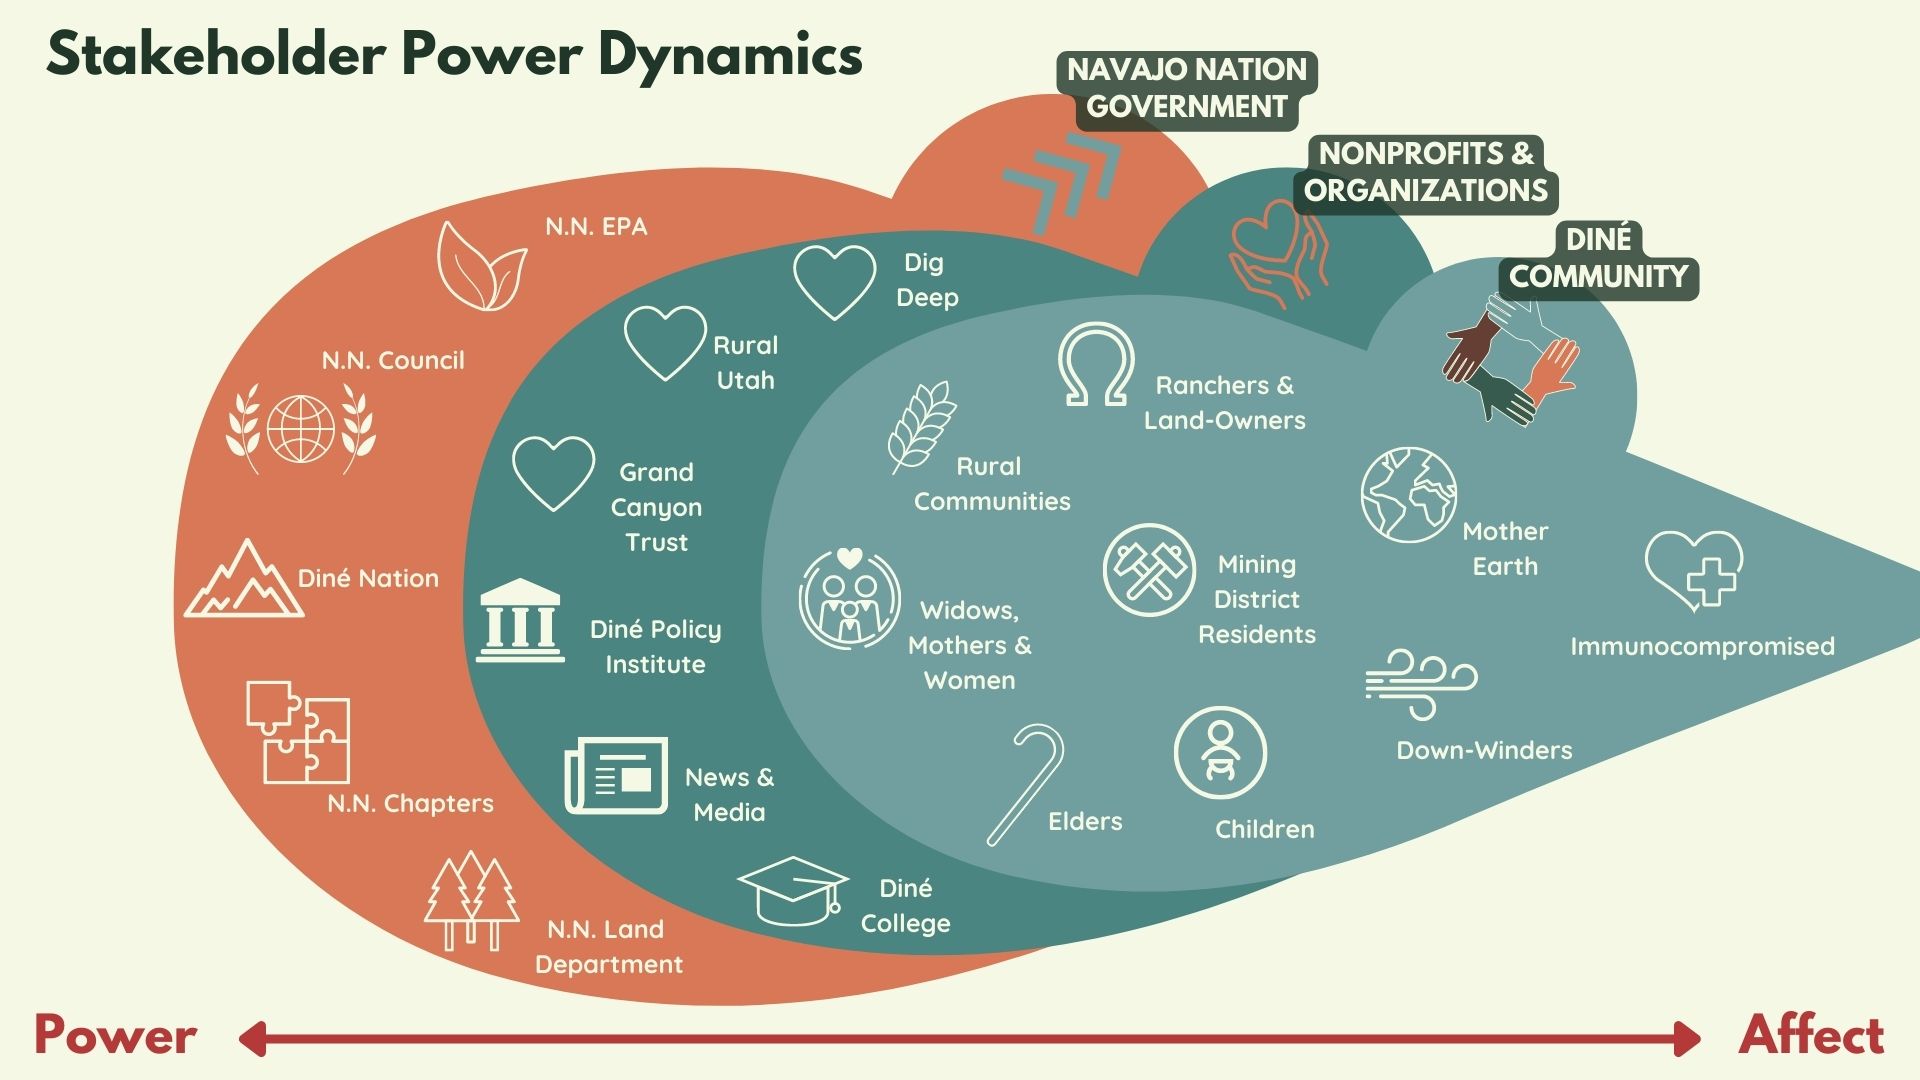 Stakeholder Power Dynamics
NAVAJO NATION
GOVERNMENT
NONPROFITS &
ORGANIZATIONS
DINÉ
COMMUNITY
N.N. EPA
N.N. Council
Diné Nation
N.N. Chapters
N.N. Land
Department
Dig
Deep
Rural
Utah
Grand
Canyon
Trust
Diné Policy
Institute
News &
Media
Diné
College
Ranchers &
Land-Owners
Rural
Communities
Mother
Earth
Mining
District
Residents
Widows,
Mothers &
Women
Immunocompromised
Down-Winders
Elders
Children
Power
Affect